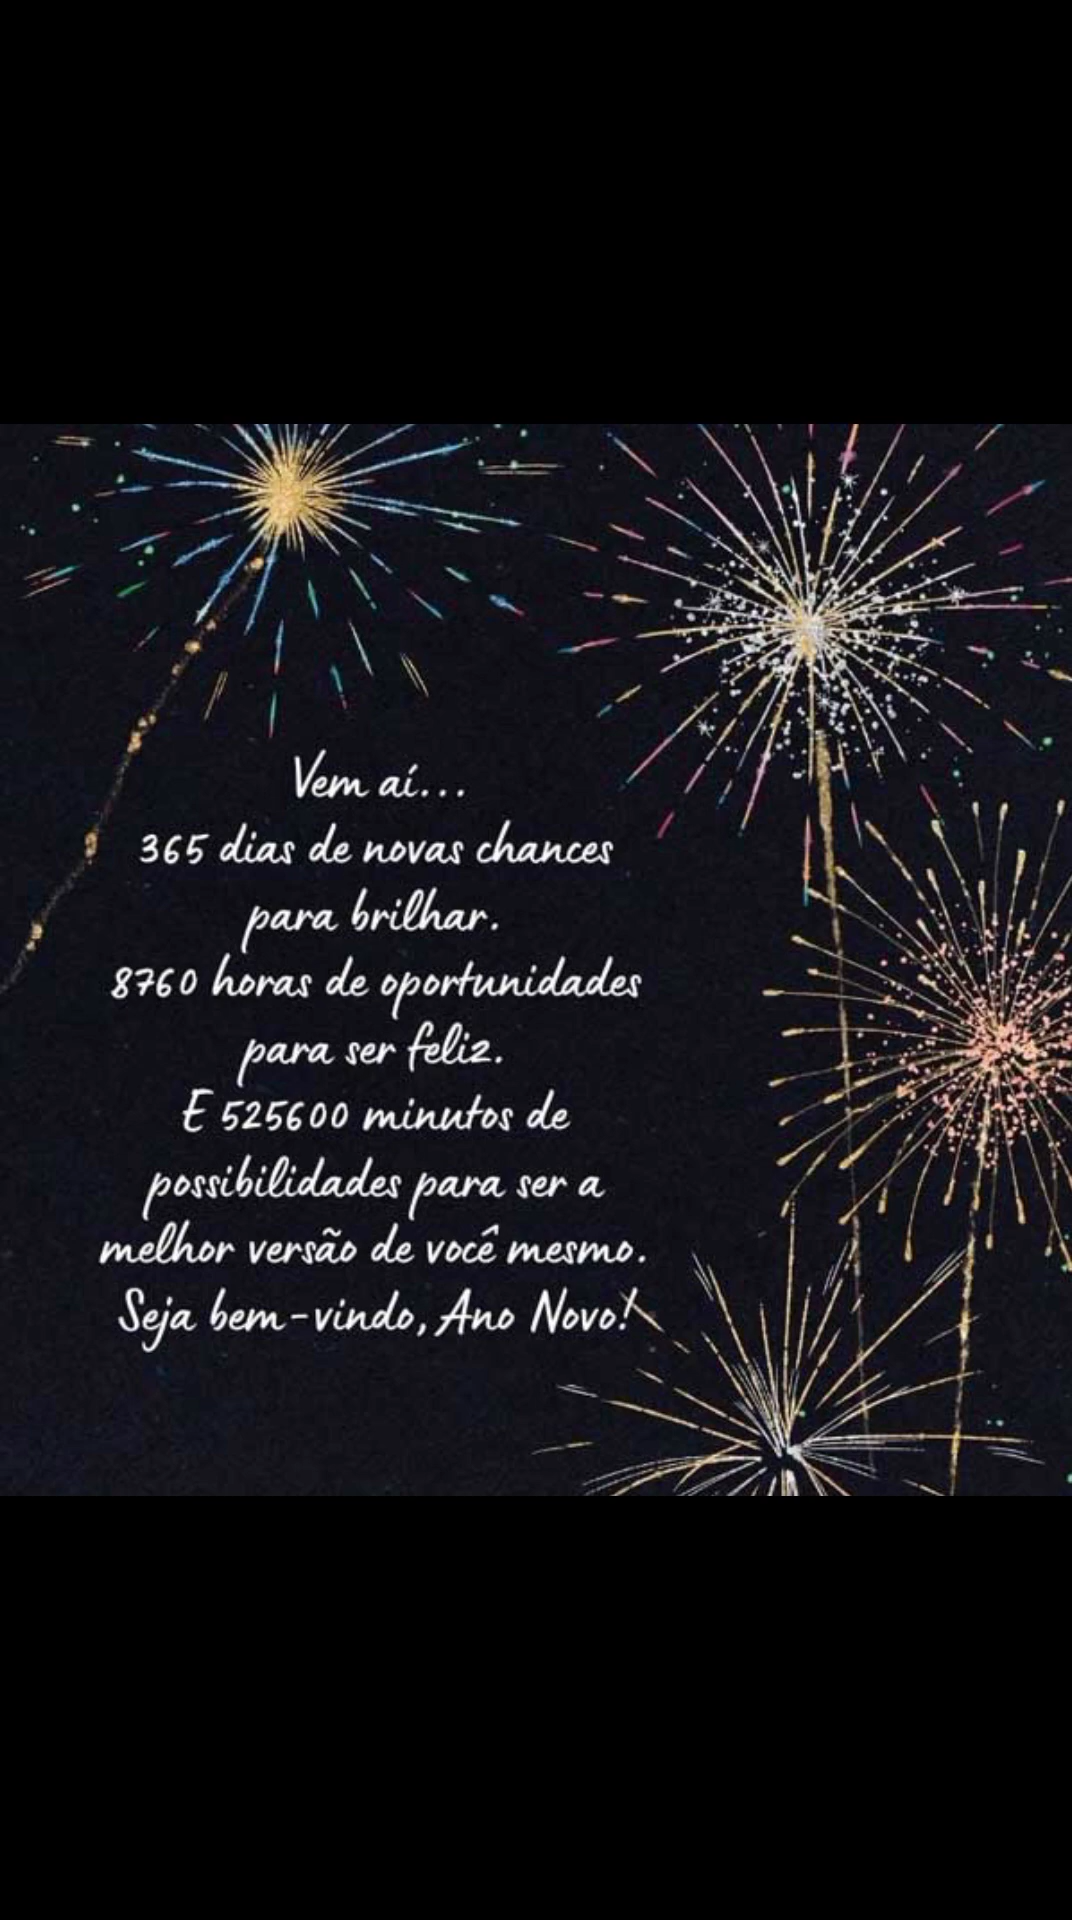 Vem aí...
365 dias de novas chances
para brilhar.
8760 horas de oportunidades
para ser feliz.
E 525600 minutos de
possibilidades para ser a
melhor versão de você mesmo.
Seja bem-vindo, Ano Novo!